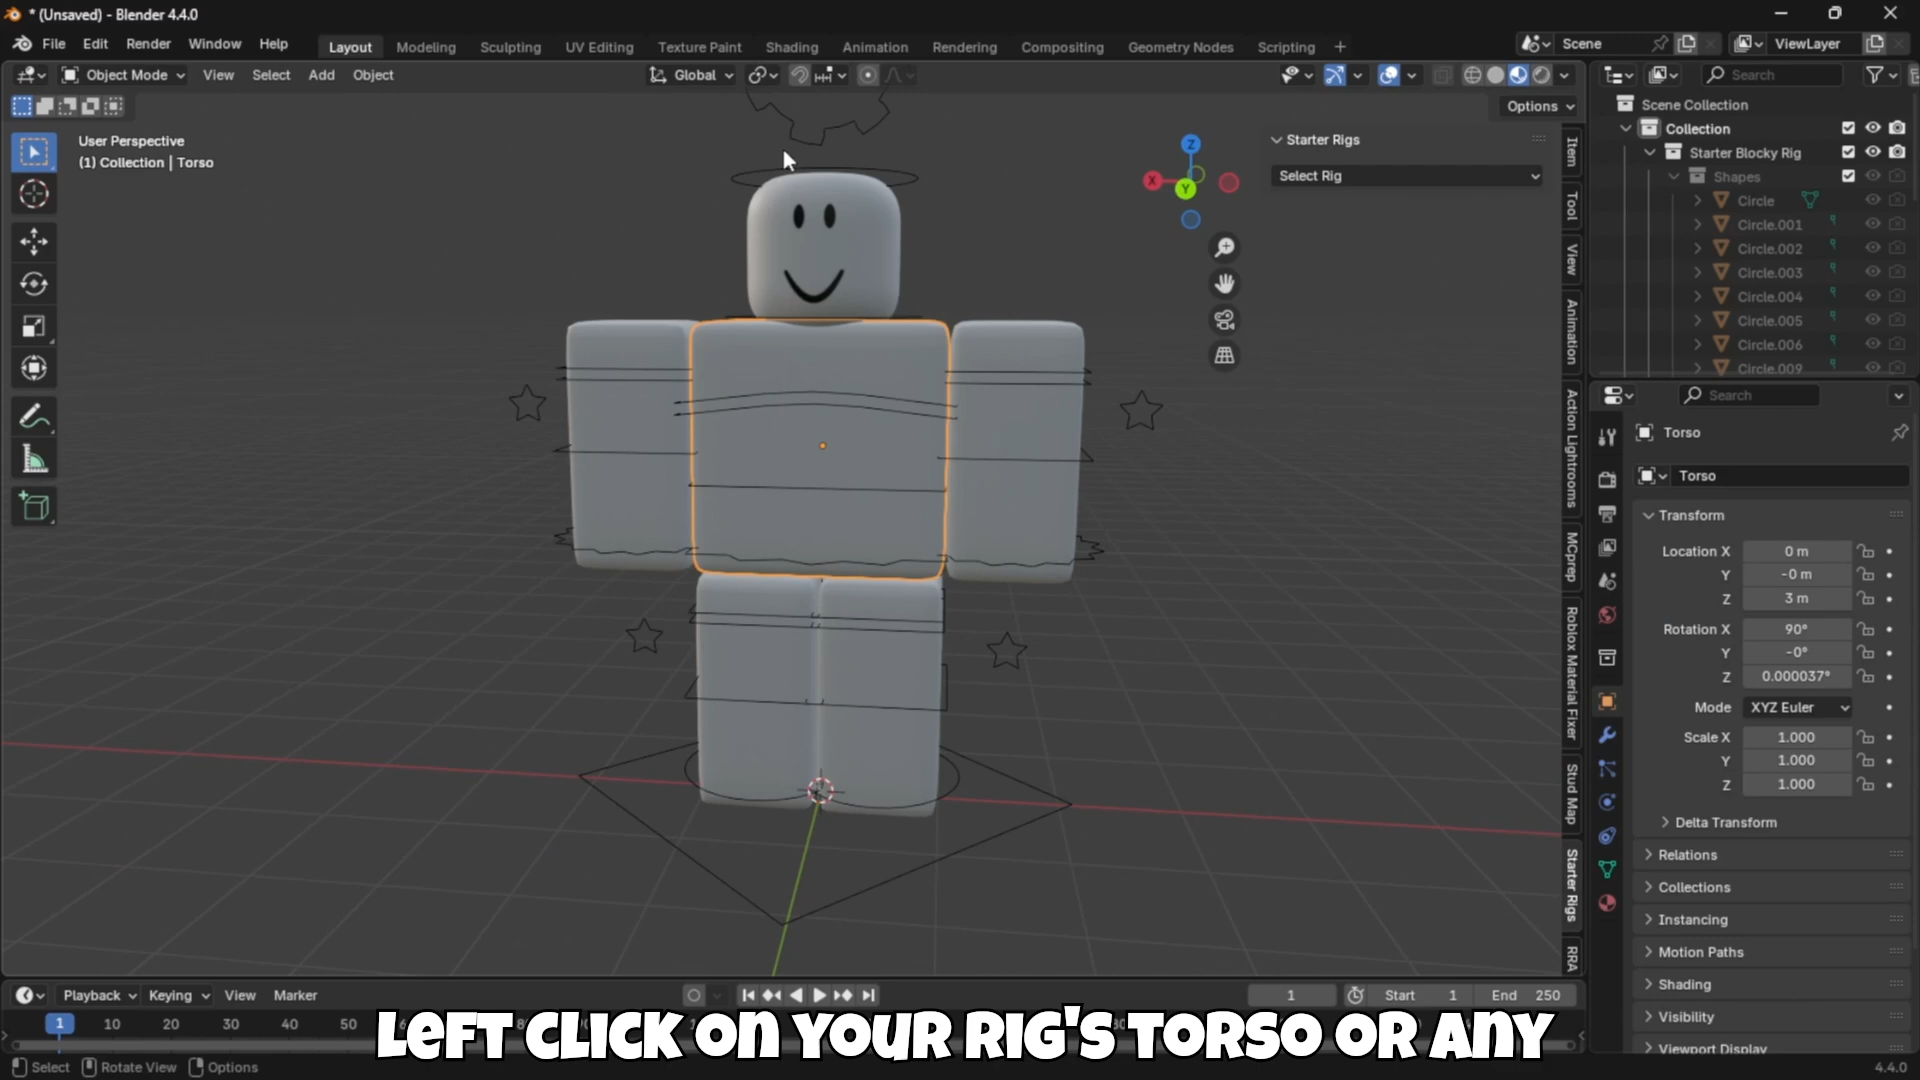 * (Unsaved) - Blender 4.4.0
File Edit Render Window Help Layout Modeling Sculpting UV Editing Texture Paint Shading Animation Rendering Compositing Geometry Nodes Scripting + Scene ViewLayer
Object Mode View Select Add Object Global Search
Options
Scene Collection
Collection
Starter Blocky Rig
Shapes
Circle
Circle.001
Circle.002
Circle.003
Circle.004
Circle.005
Circle.006
Circle.009
User Perspective
(1) Collection | Torso
Z
X
Y
Starter Rigs
Select Rig
Item
Tool
View
Animation
Action Lightrooms
MCprep
Roblox Material Fixer
Stud Map
Starter Rigs
RRA
Search
Torso
Torso
Transform
Location X 0 m
Y -0 m
Z 3 m
Rotation X 90°
Y -0°
Z 0.000037°
Mode XYZ Euler
Scale X 1.000
Y 1.000
Z 1.000
Delta Transform
Relations
Collections
Instancing
Motion Paths
Shading
Visibility
Viewport Display
Playback Keying View Marker 1 Start 1 End 250
1 10 20 30 40 50
LEFT CLICK ON YOUR RIG'S TORSO OR ANY
Select Rotate View Options 4.4.0